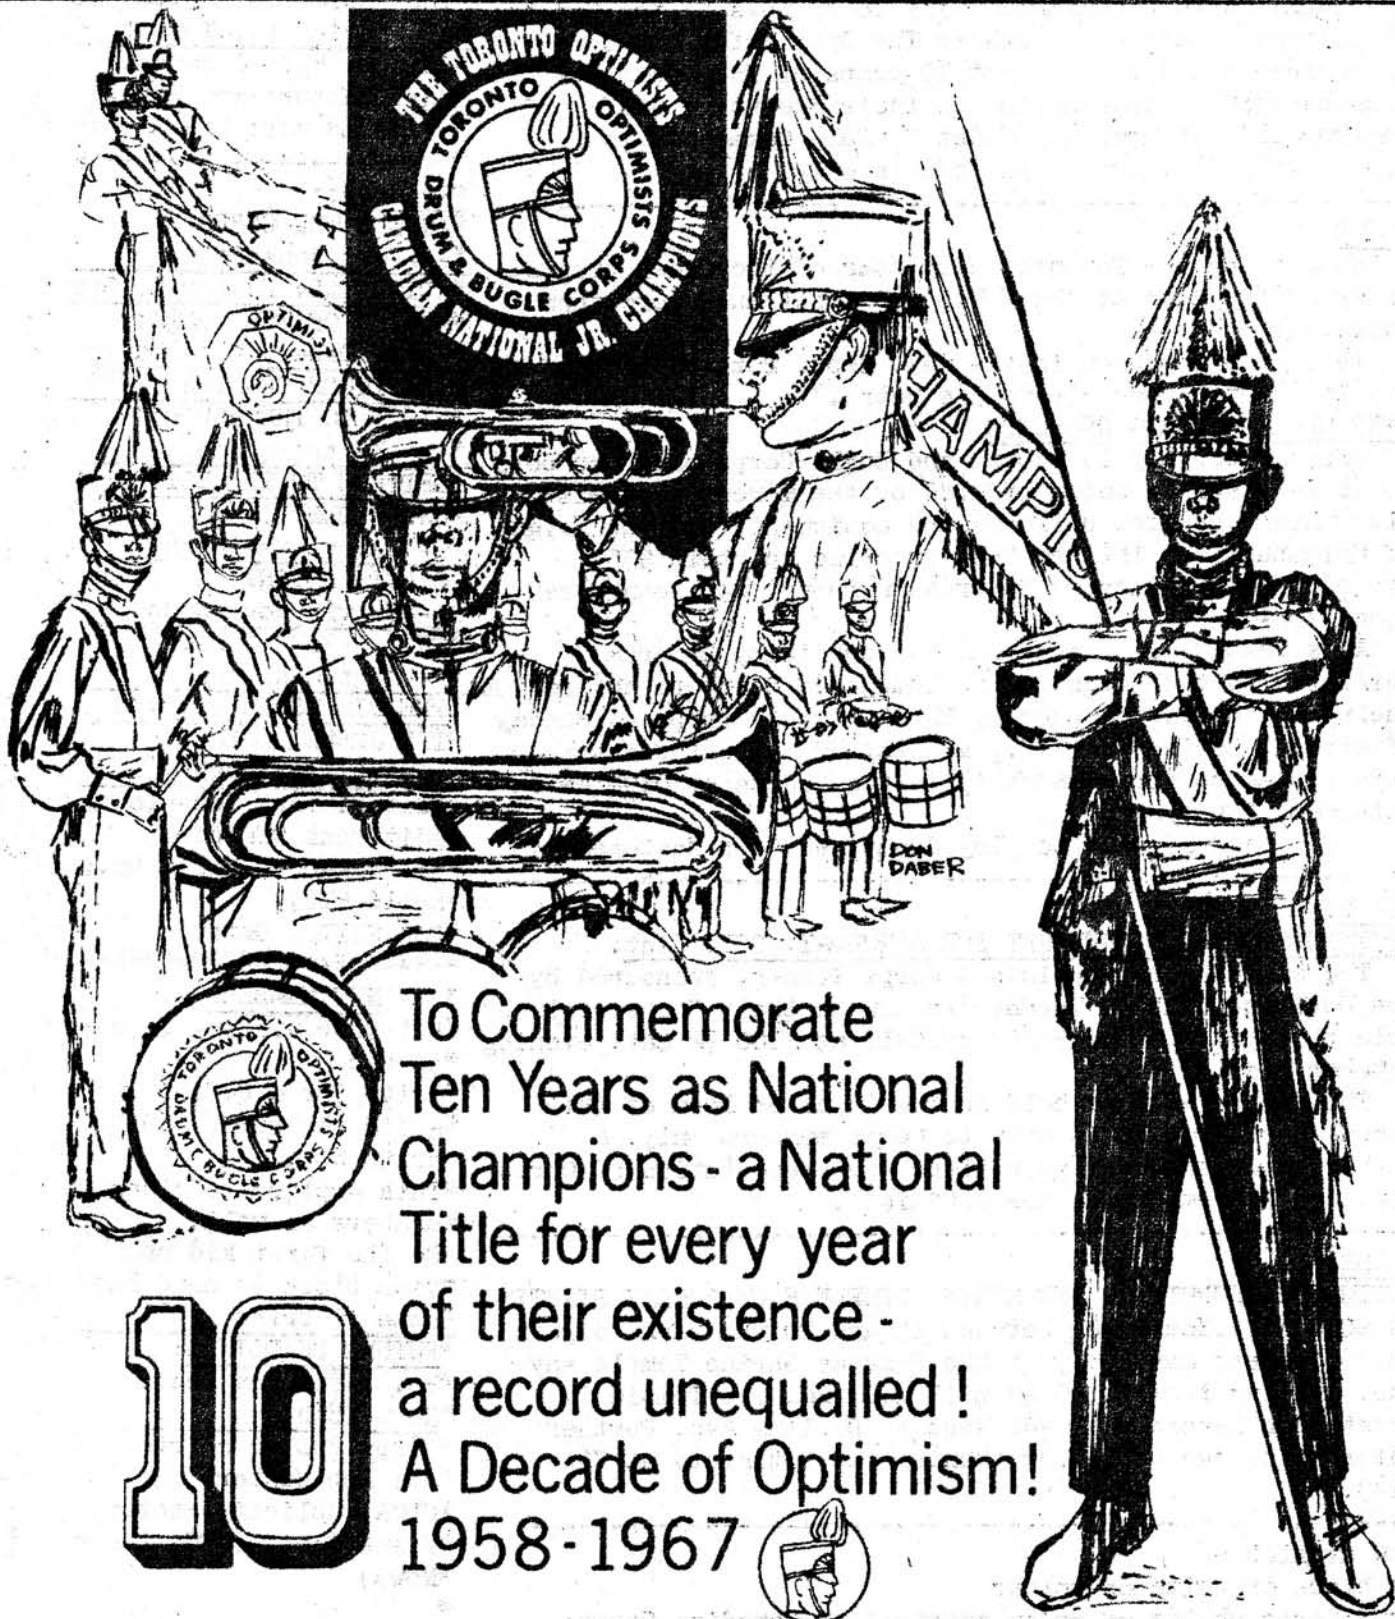 THE TORONTO OPTIMISTS
TORONTO OPTIMISTS
DRUM & BUGLE CORPS
CANADIAN NATIONAL JR. CHAMPIONS
OPTIMIST
HAMPIO
DON
DABER
TORONTO OPTIMISTS
DRUM & BUGLE CORPS
To Commemorate
Ten Years as National
Champions - a National
Title for every year
of their existence -
a record unequalled !
A Decade of Optimism!
1958-1967
10